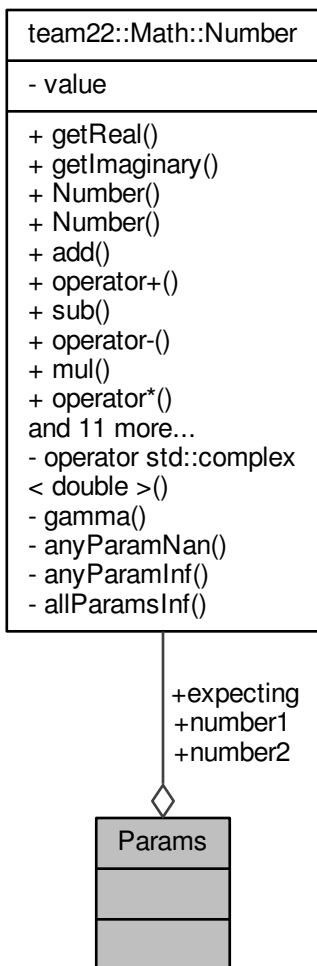 team22::Math::Number
- value
+ getReal()
+ getImaginary()
+ Number()
+ Number()
+ add()
+ operator+()
+ sub()
+ operator-()
+ mul()
+ operator*()
and 11 more...
- operator std::complex
< double >()
- gamma()
- anyParamNan()
- anyParamInf()
- allParamsInf()
+expecting
+number1
+number2
Params